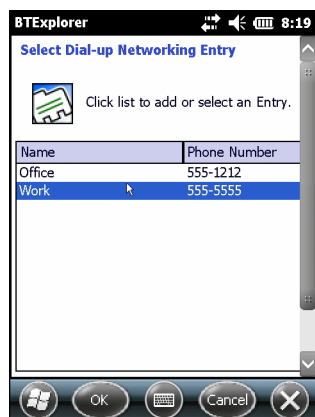 BTExplorer 8:19
Select Dial-up Networking Entry
Click list to add or select an Entry.
Name Phone Number
Office 555-1212
Work 555-5555
OK Cancel